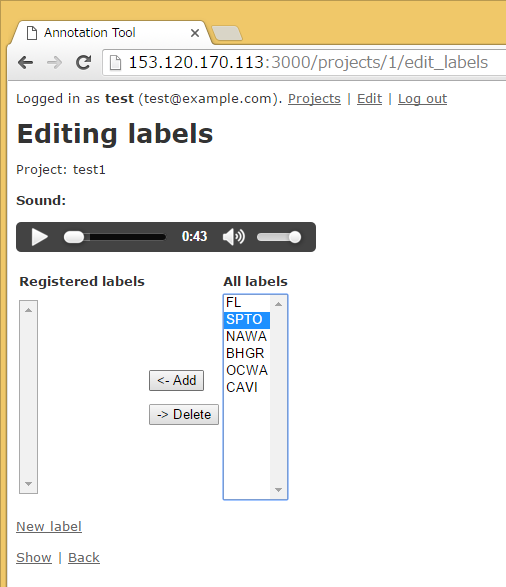 Annotation Tool
153.120.170.113:3000/projects/1/edit_labels
Logged in as test (test@example.com). Projects | Edit | Log out
Editing labels
Project: test1
Sound:
0:43
Registered labels All labels
FL
SPTO
NAWA
BHGR
OCWA
CAVI
<- Add
-> Delete
New label
Show | Back